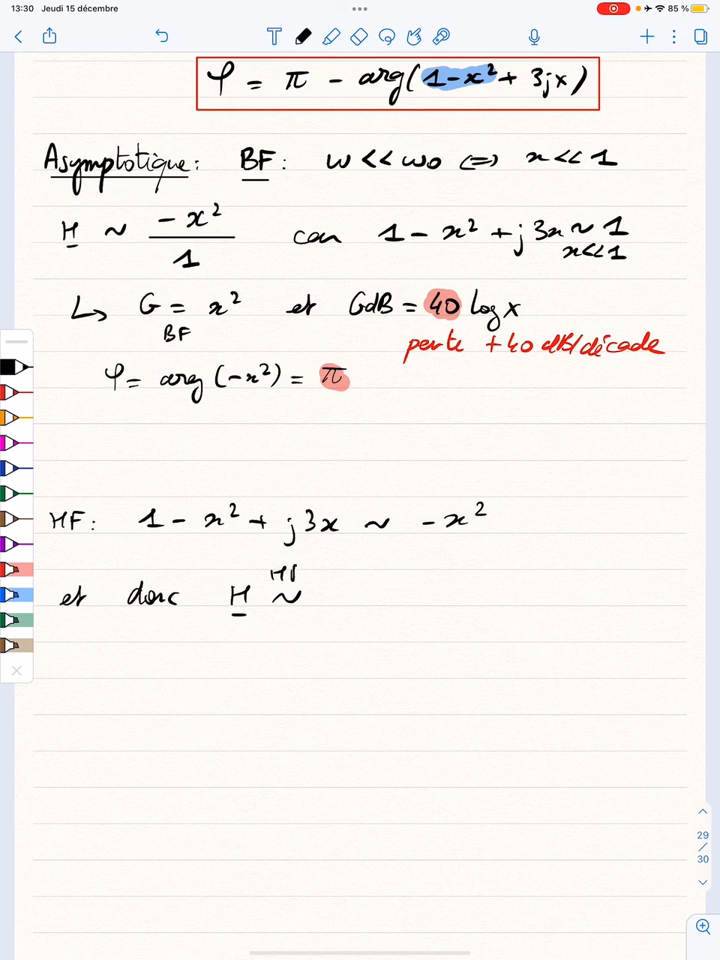 13:30 Jeudi 15 décembre
85 %
φ = π - arg(1-x² + 3jx)
Asymptotique: BF: ω << ω0 <=> x << 1
H ~ -x²/1 car 1 - x² + j3x ~ 1
x<<1
↳ G = x² et GdB = 40 log x
BF
pente +40 dB/décade
φ = arg(-x²) = π
HF: 1 - x² + j3x ~ -x²
HF
et donc H ~
29
/
30